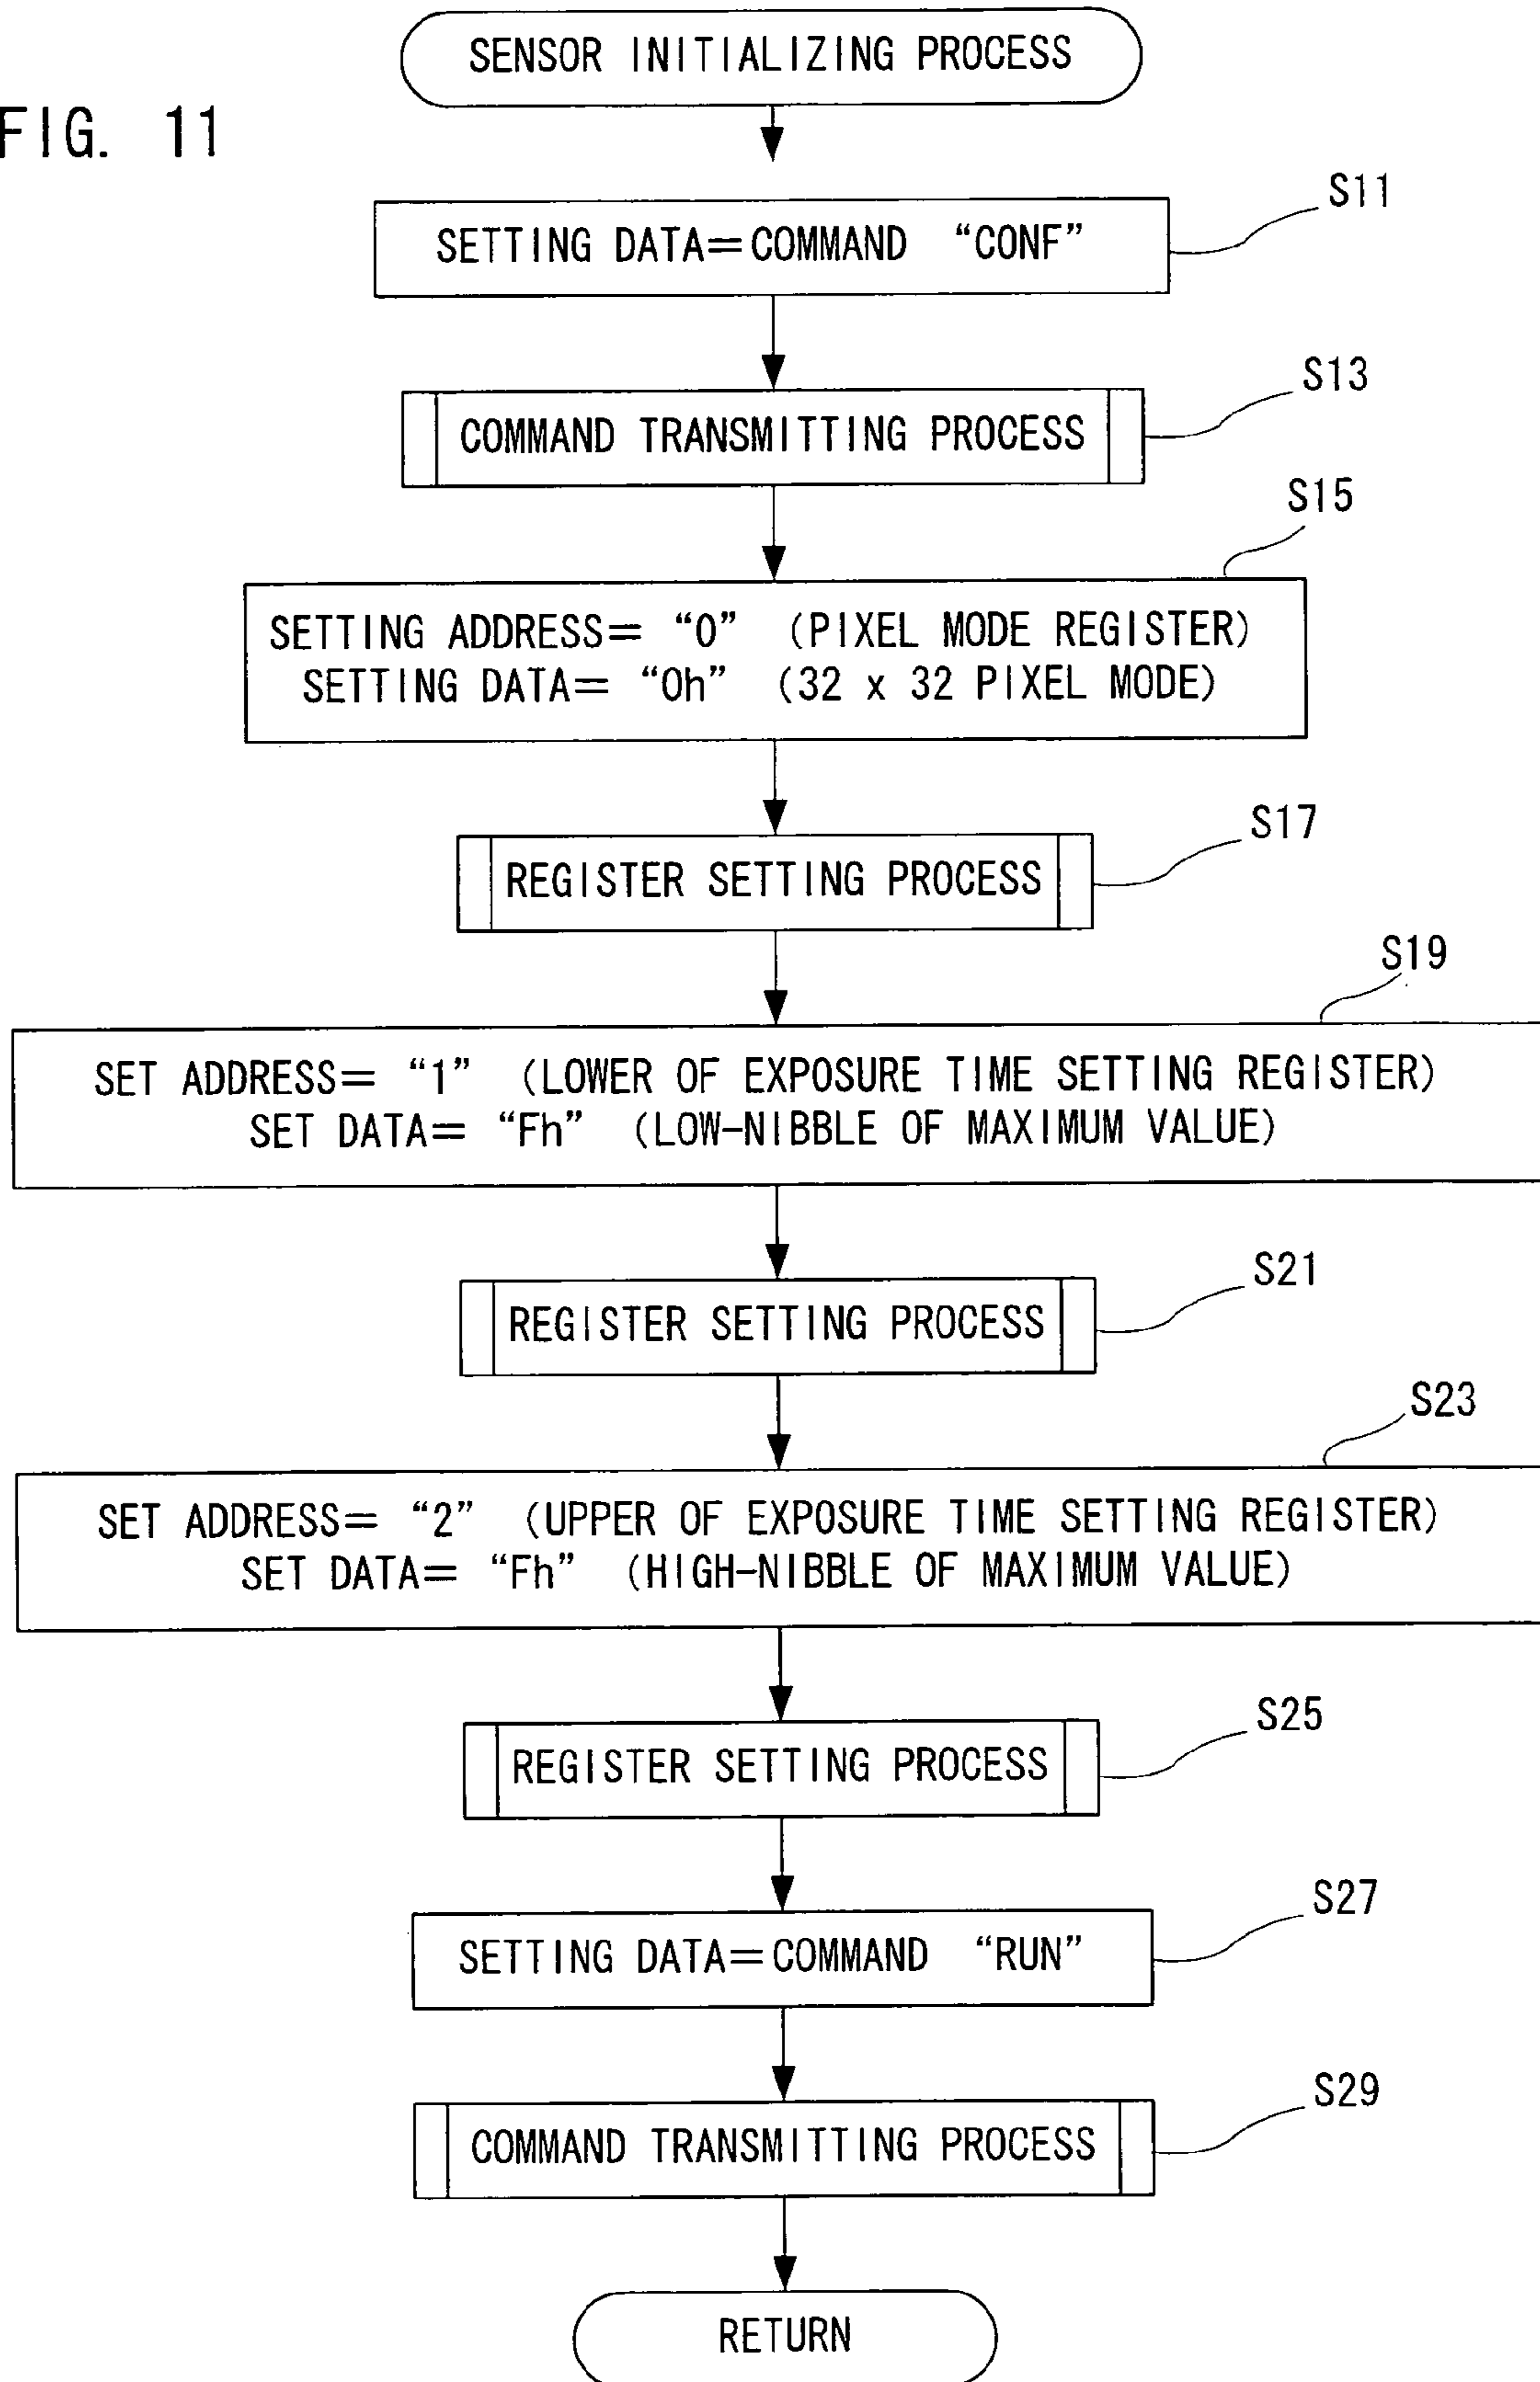 SENSOR INITIALIZING PROCESS
FIG. 11
S11
SETTING DATA=COMMAND “CONF”
S13
COMMAND TRANSMITTING PROCESS
S15
SETTING ADDRESS= “0” (PIXEL MODE REGISTER)
SETTING DATA= “0h” (32 x 32 PIXEL MODE)
S17
REGISTER SETTING PROCESS
S19
SET ADDRESS= “1” (LOWER OF EXPOSURE TIME SETTING REGISTER)
SET DATA= “Fh” (LOW-NIBBLE OF MAXIMUM VALUE)
S21
REGISTER SETTING PROCESS
S23
SET ADDRESS= “2” (UPPER OF EXPOSURE TIME SETTING REGISTER)
SET DATA= “Fh” (HIGH-NIBBLE OF MAXIMUM VALUE)
S25
REGISTER SETTING PROCESS
S27
SETTING DATA=COMMAND “RUN”
S29
COMMAND TRANSMITTING PROCESS
RETURN